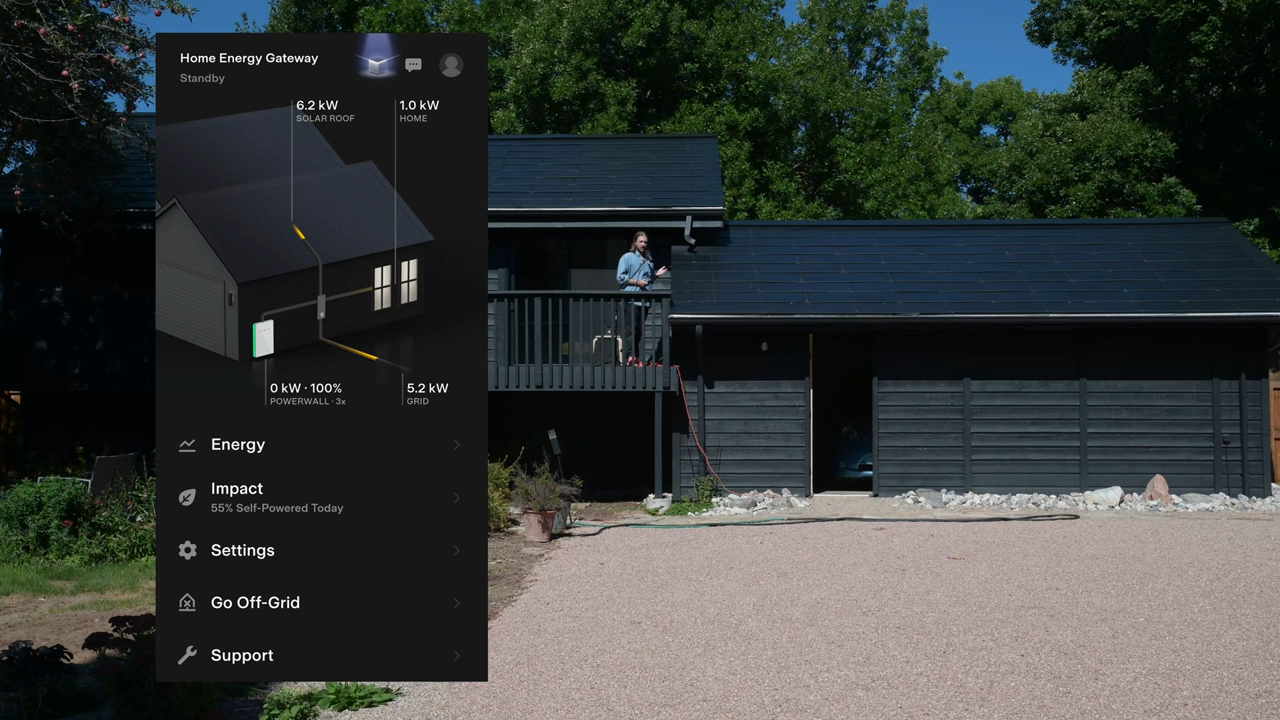 Home Energy Gateway
Standby
6.2 kW
SOLAR ROOF
1.0 kW
HOME
0 kW · 100%
POWERWALL · 3x
5.2 kW
GRID
Energy
Impact
55% Self-Powered Today
Settings
Go Off-Grid
Support